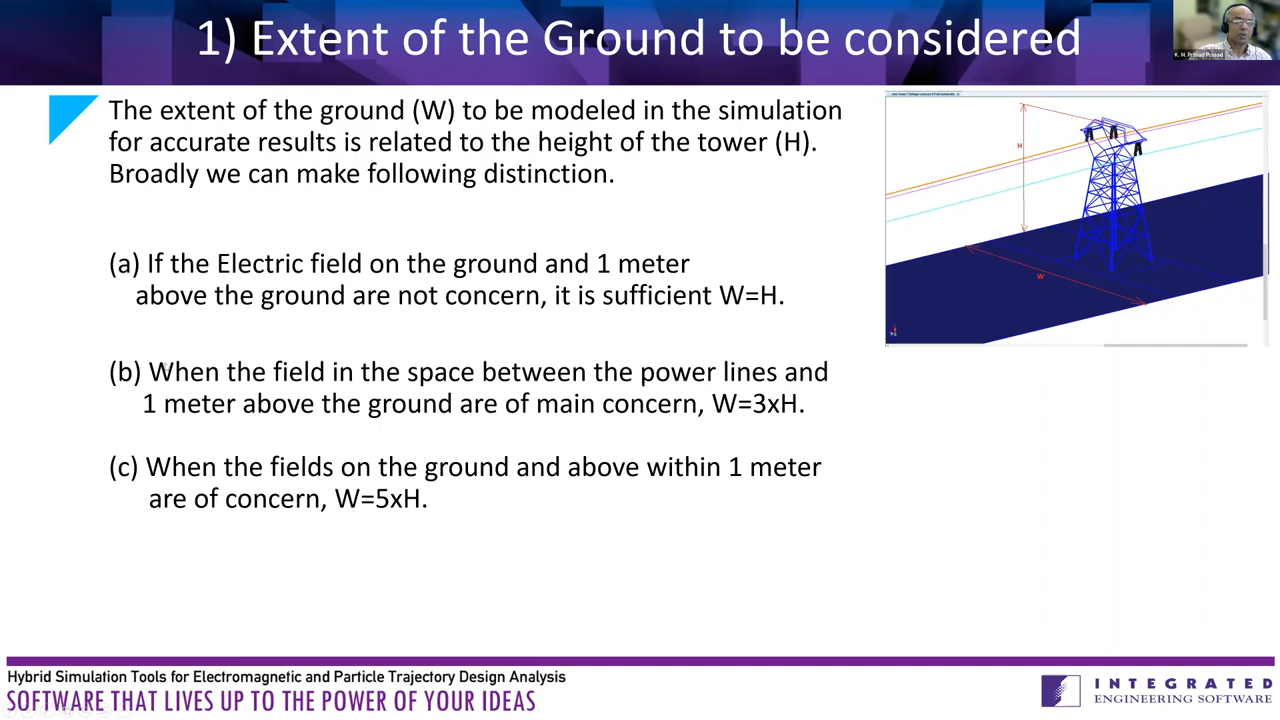 1) Extent of the Ground to be considered
K. M. Prasad Prasad
The extent of the ground (W) to be modeled in the simulation
for accurate results is related to the height of the tower (H).
Broadly we can make following distinction.
H
W
(a) If the Electric field on the ground and 1 meter
above the ground are not concern, it is sufficient W=H.
(b) When the field in the space between the power lines and
1 meter above the ground are of main concern, W=3xH.
(c) When the fields on the ground and above within 1 meter
are of concern, W=5xH.
Hybrid Simulation Tools for Electromagnetic and Particle Trajectory Design Analysis
SOFTWARE THAT LIVES UP TO THE POWER OF YOUR IDEAS
INTEGRATED
ENGINEERING SOFTWARE